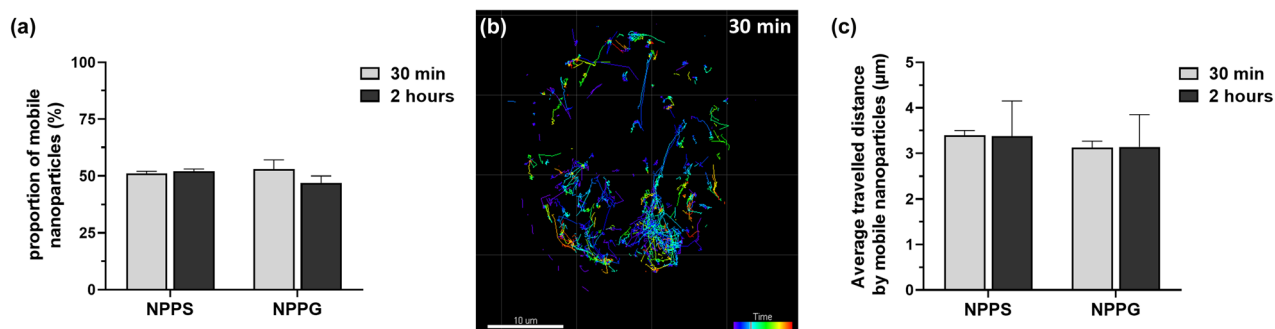 (a)
proportion of mobile
nanoparticles (%)
100
75
50
25
0
NPPS
NPPG
30 min
2 hours
(b)
30 min
10 um
Time
(c)
Average travelled distance
by mobile nanoparticles (µm)
5
4
3
2
1
0
NPPS
NPPG
30 min
2 hours